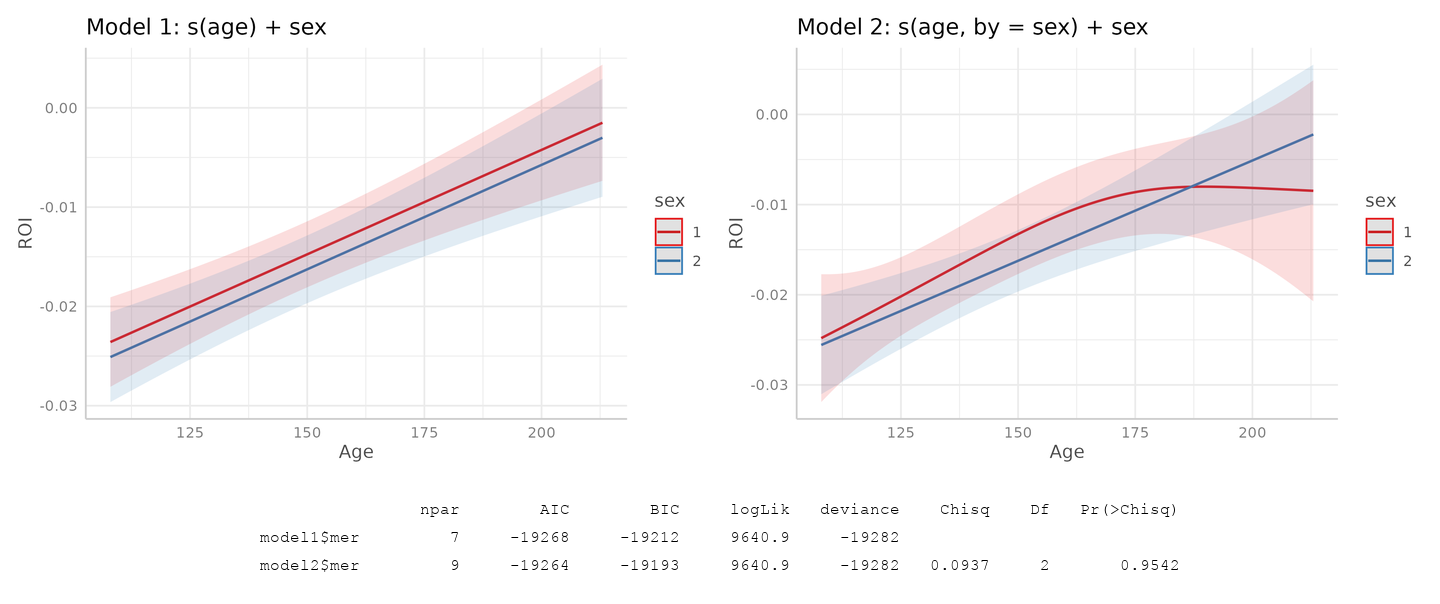 Model 1: s(age) + sex
0.00
-0.01
-0.02
-0.03
ROI
125 150 175 200
Age
sex
1
2
Model 2: s(age, by = sex) + sex
0.00
-0.01
-0.02
-0.03
ROI
125 150 175 200
Age
sex
1
2
npar AIC BIC logLik deviance Chisq Df Pr(>Chisq)
model1$mer 7 -19268 -19212 9640.9 -19282
model2$mer 9 -19264 -19193 9640.9 -19282 0.0937 2 0.9542